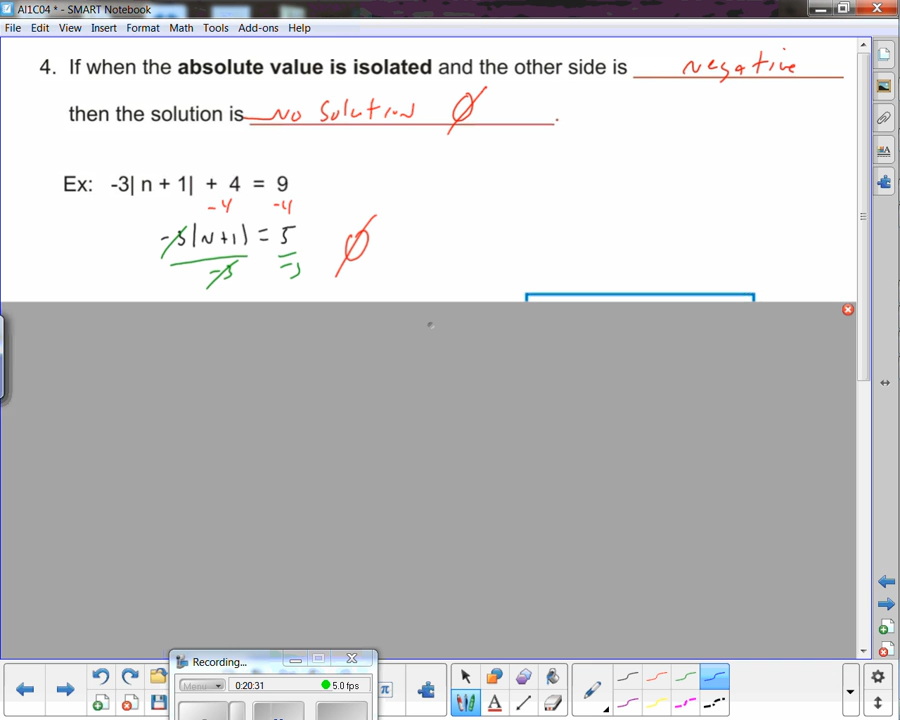 Al1C04 * - SMART Notebook
File Edit View Insert Format Math Tools Add-ons Help
4. If when the absolute value is isolated and the other side is negative
then the solution is No Solution ∅ .
Ex: -3| n + 1| + 4 = 9
-4 -4
-3|n+1| = 5 ∅
-3 -3
Recording...
Menu 0:20:31 5.0 fps
π
A